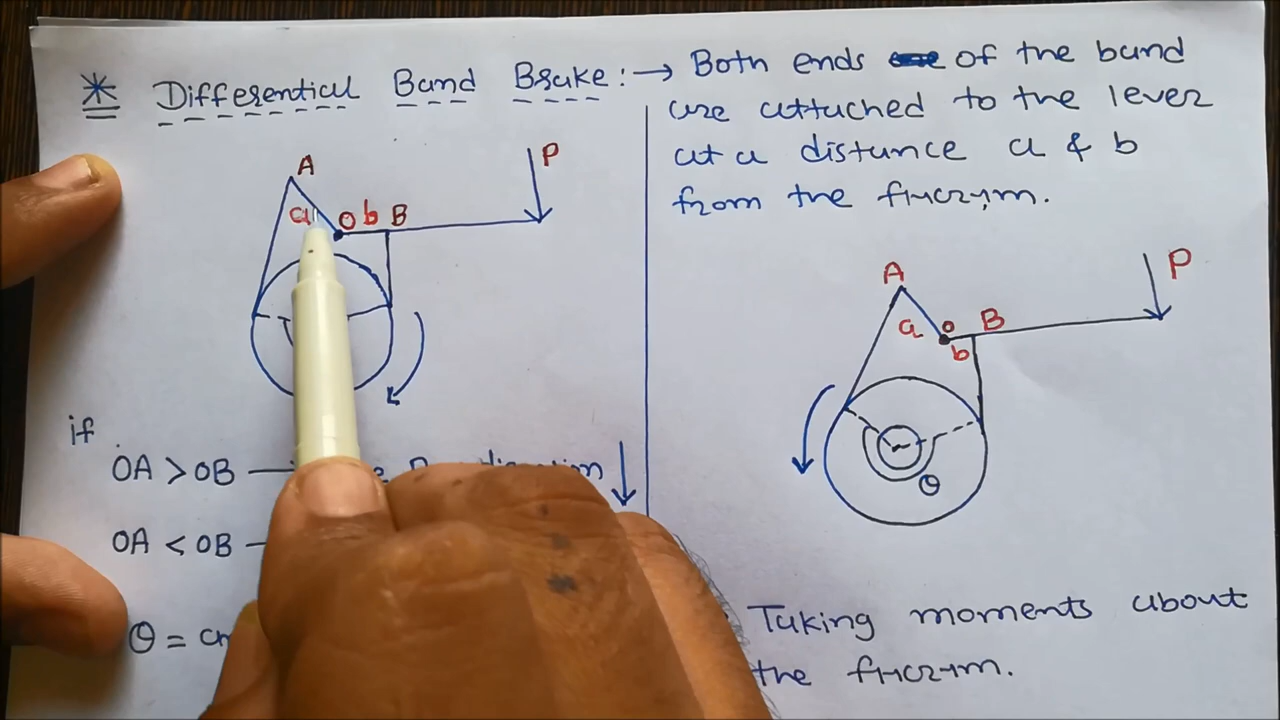 * Differential Band Brake : →
A
P
a O b B
if
OA > OB —
OA < OB —
θ =
Both ends of the band
are attached to the lever
at a distance a & b
from the fulcrum.
A
P
a O B
b
θ
Taking moments about
the fulcrum.